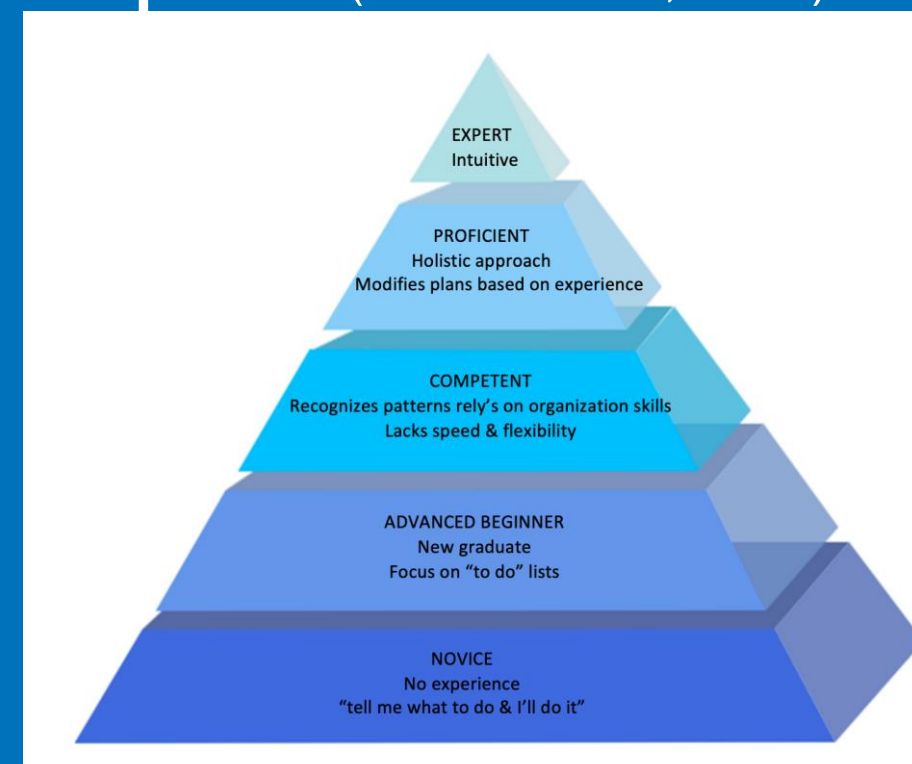 EXPERT
Intuitive
PROFICIENT
Holistic approach
Modifies plans based on experience
COMPETENT
Recognizes patterns rely's on organization skills
Lacks speed & flexibility
ADVANCED BEGINNER
New graduate
Focus on “to do” lists
NOVICE
No experience
“tell me what to do & I’ll do it”